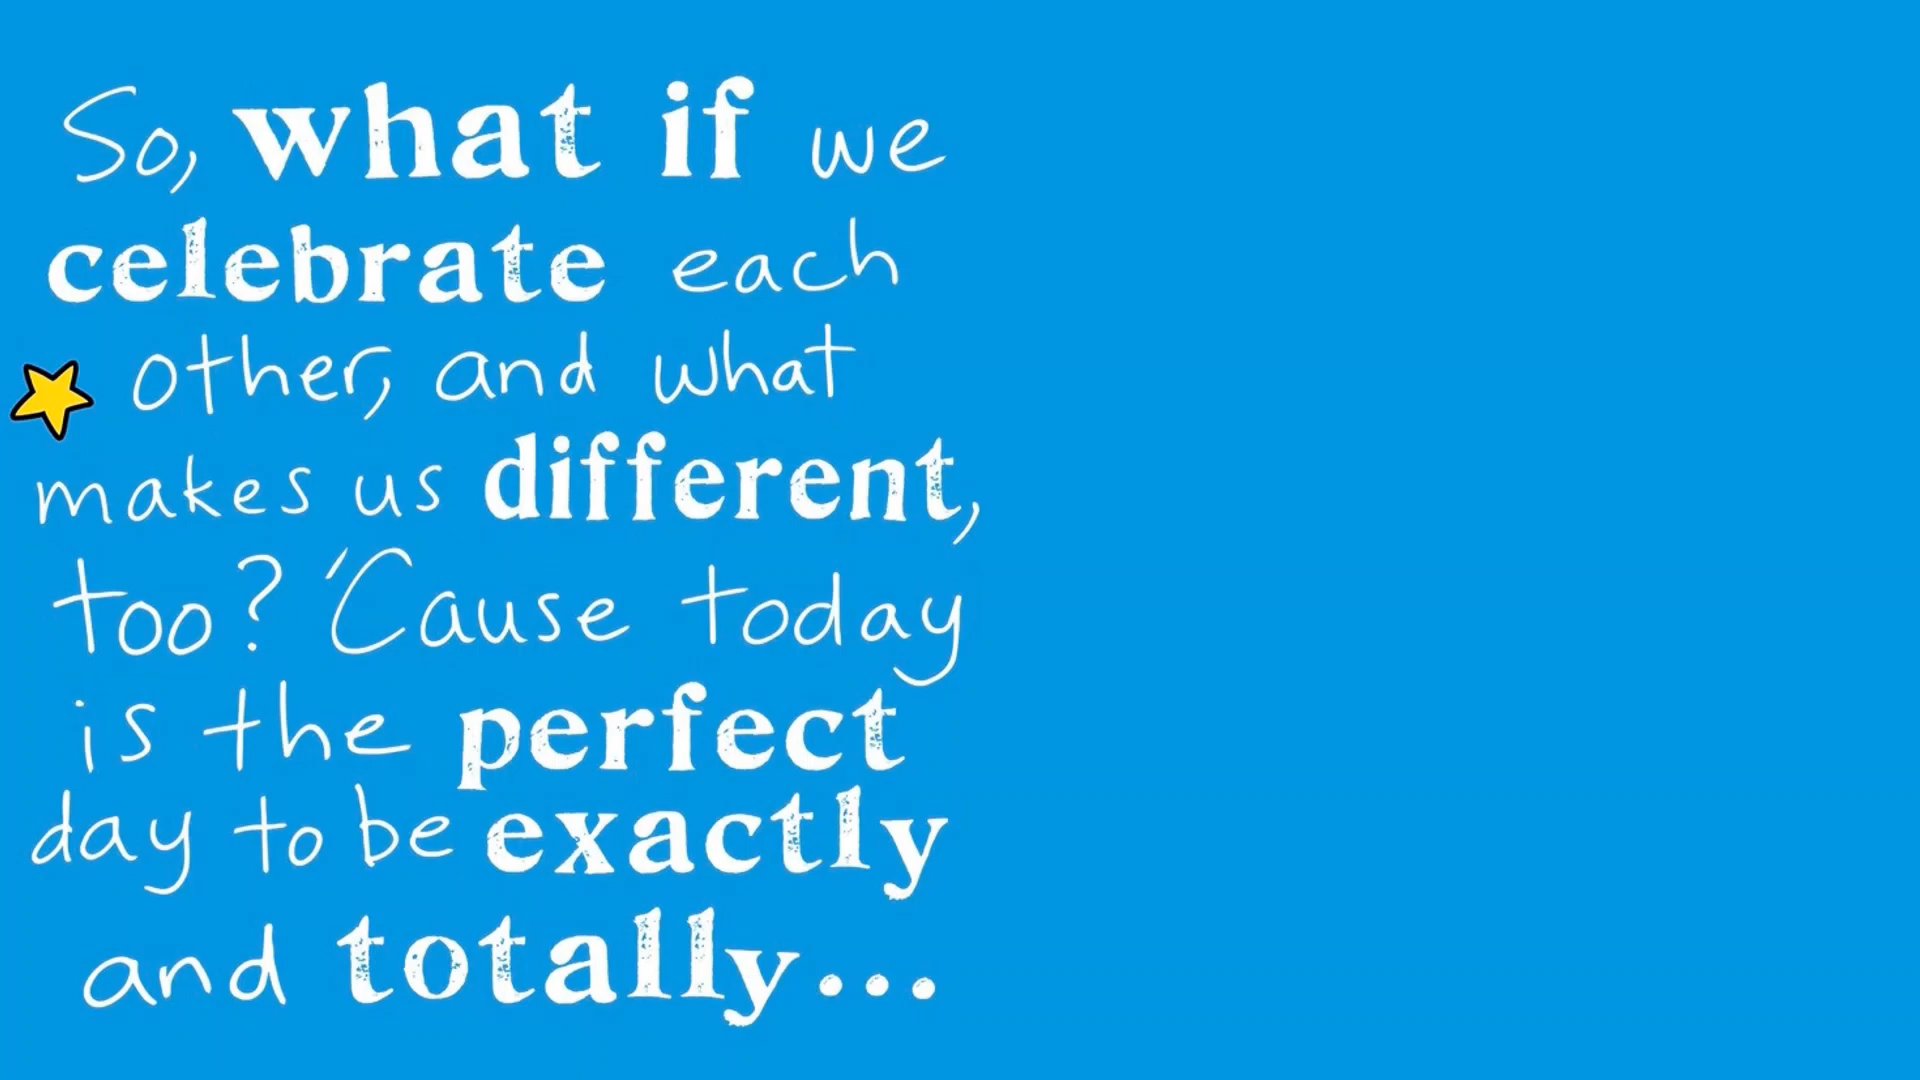 So, what if we
celebrate each
other, and what
makes us different,
too? 'Cause today
is the perfect
day to be exactly
and totally...